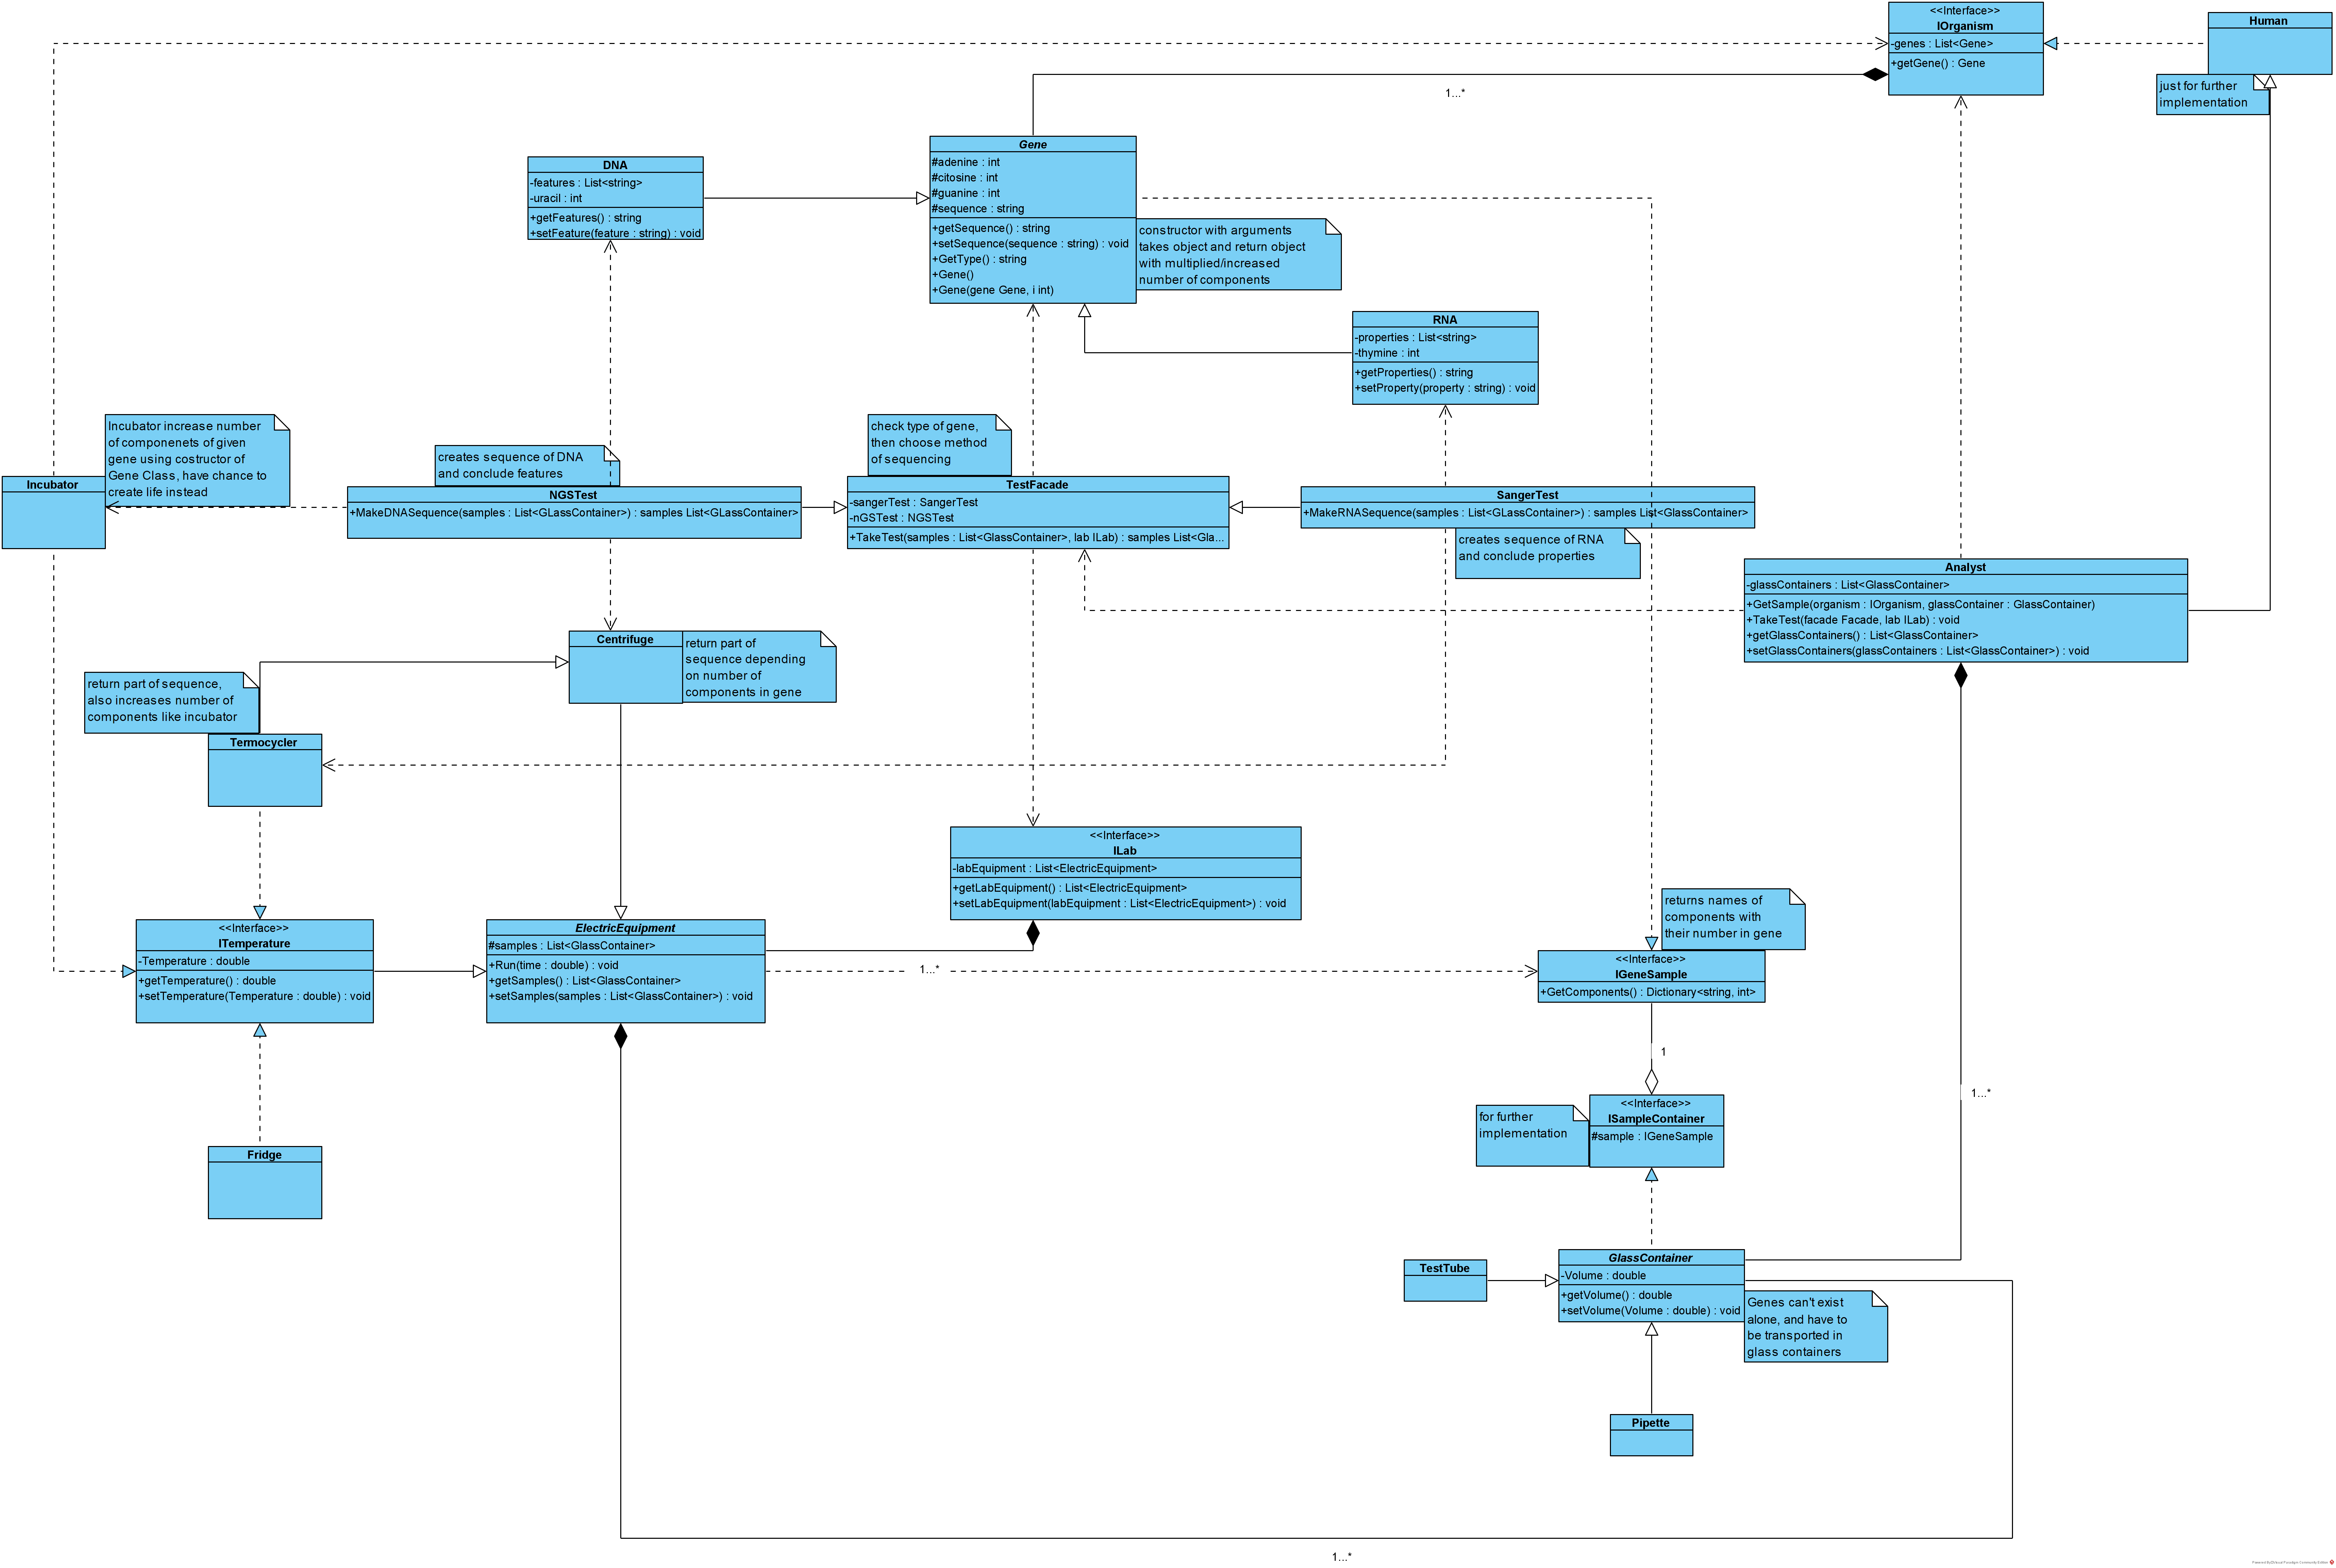 <<Interface>>
IOrganism
-genes : List<Gene>
+getGene() : Gene
Human
just for further
implementation
1...*
Gene
#adenine : int
#citosine : int
#guanine : int
#sequence : string
+getSequence() : string
+setSequence(sequence : string) : void
+GetType() : string
+Gene()
+Gene(gene Gene, i int)
constructor with arguments
takes object and return object
with multiplied/increased
number of components
DNA
-features : List<string>
-uracil : int
+getFeatures() : string
+setFeature(feature : string) : void
RNA
-properties : List<string>
-thymine : int
+getProperties() : string
+setProperty(property : string) : void
Incubator increase number
of componenets of given
gene using costructor of
Gene Class, have chance to
create life instead
Incubator
creates sequence of DNA
and conclude features
NGSTest
+MakeDNASequence(samples : List<GLassContainer>) : samples List<GLassContainer>
check type of gene,
then choose method
of sequencing
TestFacade
-sangerTest : SangerTest
-nGSTest : NGSTest
+TakeTest(samples : List<GlassContainer>, lab ILab) : samples List<Gla...
SangerTest
+MakeRNASequence(samples : List<GLassContainer>) : samples List<GlassContainer>
creates sequence of RNA
and conclude properties
Analyst
-glassContainers : List<GlassContainer>
+GetSample(organism : IOrganism, glassContainer : GlassContainer)
+TakeTest(facade Facade, lab ILab) : void
+getGlassContainers() : List<GlassContainer>
+setGlassContainers(glassContainers : List<GlassContainer>) : void
Centrifuge
return part of
sequence depending
on number of
components in gene
return part of sequence,
also increases number of
components like incubator
Termocycler
<<Interface>>
ILab
-labEquipment : List<ElectricEquipment>
+getLabEquipment() : List<ElectricEquipment>
+setLabEquipment(labEquipment : List<ElectricEquipment>) : void
<<Interface>>
ITemperature
-Temperature : double
+getTemperature() : double
+setTemperature(Temperature : double) : void
ElectricEquipment
#samples : List<GlassContainer>
+Run(time : double) : void
+getSamples() : List<GlassContainer>
+setSamples(samples : List<GlassContainer>) : void
1...*
returns names of
components with
their number in gene
<<Interface>>
IGeneSample
+GetComponents() : Dictionary<string, int>
1
for further
implementation
<<Interface>>
ISampleContainer
#sample : IGeneSample
1...*
Fridge
TestTube
GlassContainer
-Volume : double
+getVolume() : double
+setVolume(Volume : double) : void
Genes can't exist
alone, and have to
be transported in
glass containers
Pipette
1...*